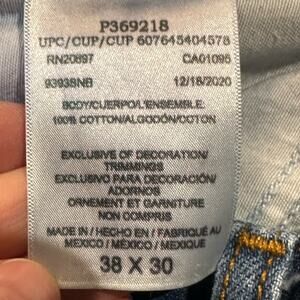 P369218
UPC/CUP/CUP 607645404578
RN20697 CA01095
9393SNB 12/18/2020
BODY/CUERPO/L'ENSEMBLE
100% COTTON/ALGODÓN/COTON
EXCLUSIVE OF DECORATION/
TRIMMINGS
EXCLUSIVO PARA DECORACIÓN/
ADORNOS
ORNEMENT ET GARNITURE
NON COMPRIS
MADE IN / HECHO EN / FABRIQUÉ AU
MEXICO / MÉXICO / MEXIQUE
38 X 30